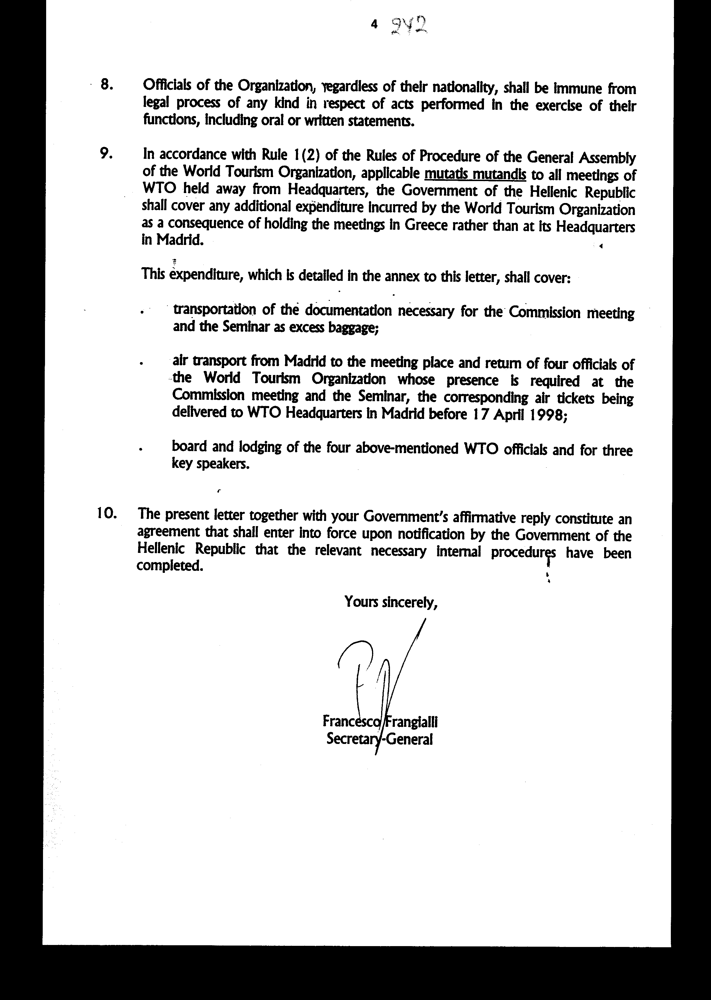 4 242
8. Officials of the Organization, regardless of their nationality, shall be immune from
legal process of any kind in respect of acts performed in the exercise of their
functions, including oral or written statements.
9. In accordance with Rule 1(2) of the Rules of Procedure of the General Assembly
of the World Tourism Organization, applicable mutatis mutandis to all meetings of
WTO held away from Headquarters, the Government of the Hellenic Republic
shall cover any additional expenditure incurred by the World Tourism Organization
as a consequence of holding the meetings in Greece rather than at its Headquarters
in Madrid.
This expenditure, which is detailed in the annex to this letter, shall cover:
. transportation of the documentation necessary for the Commission meeting
and the Seminar as excess baggage;
. air transport from Madrid to the meeting place and return of four officials of
the World Tourism Organization whose presence is required at the
Commission meeting and the Seminar, the corresponding air tickets being
delivered to WTO Headquarters in Madrid before 17 April 1998;
. board and lodging of the four above-mentioned WTO officials and for three
key speakers.
10. The present letter together with your Government's affirmative reply constitute an
agreement that shall enter into force upon notification by the Government of the
Hellenic Republic that the relevant necessary internal procedures have been
completed.
Yours sincerely,
Francesco Frangialli
Secretary-General